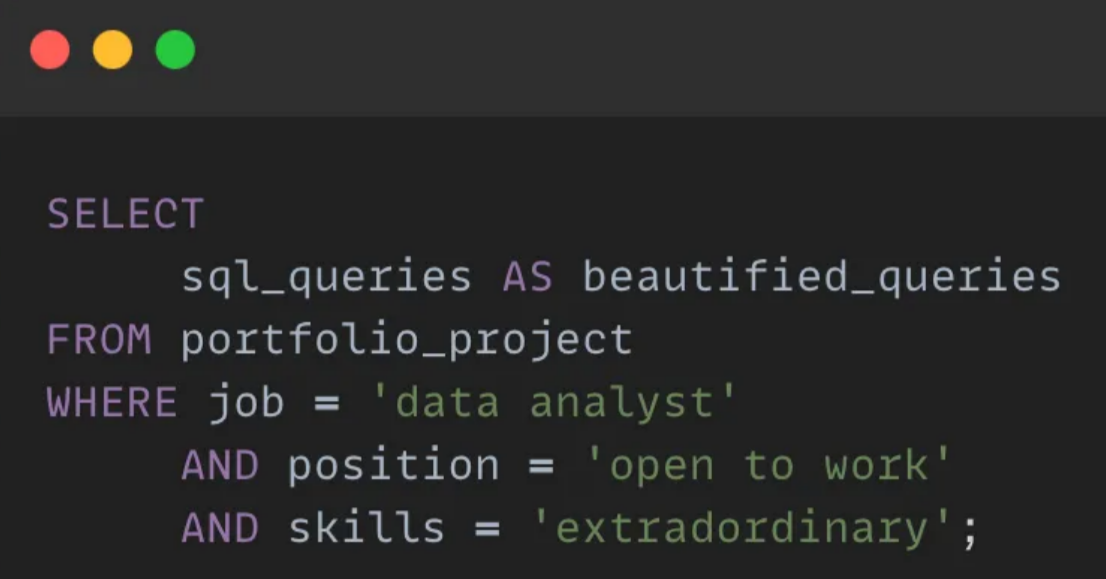 SELECT
sql_queries AS beautified_queries
FROM portfolio_project
WHERE job = 'data analyst'
AND position = 'open to work'
AND skills = 'extradordinary';